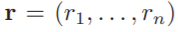 r = (r₁, . . . , rₙ)